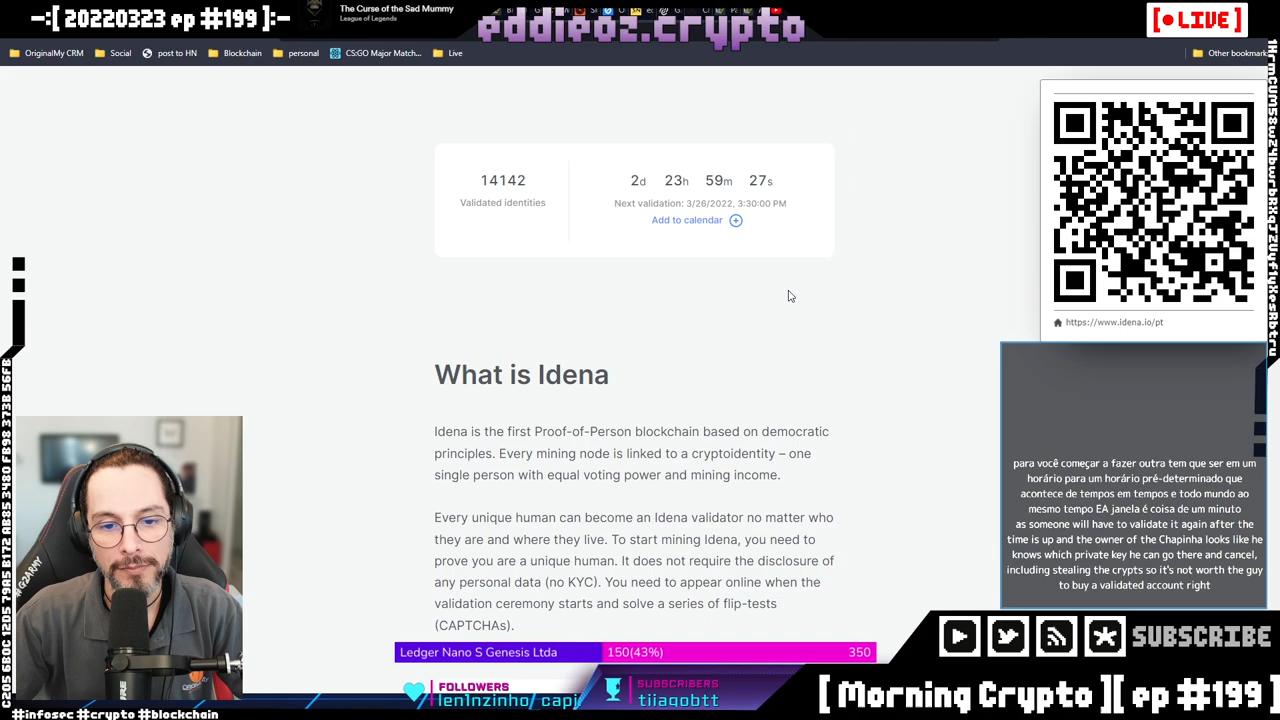 -:[ 20220323 ep #199 ]:-
The Curse of the Sad Mummy
League of Legends
eddieoz.crypto
[•LIVE]
OriginalMy CRM
Social
post to HN
Blockchain
personal
CS:GO Major Match...
Live
Other bookmark
14142
Validated identities
2d 23h 59m 27s
Next validation: 3/26/2022, 3:30:00 PM
Add to calendar
https://www.idena.io/pt
What is Idena
Idena is the first Proof-of-Person blockchain based on democratic
principles. Every mining node is linked to a cryptoidentity – one
single person with equal voting power and mining income.
Every unique human can become an Idena validator no matter who
they are and where they live. To start mining Idena, you need to
prove you are a unique human. It does not require the disclosure of
any personal data (no KYC). You need to appear online when the
validation ceremony starts and solve a series of flip-tests
(CAPTCHAs).
para você começar a fazer outra tem que ser em um
horário para um horário pré-determinado que
acontece de tempos em tempos e todo mundo ao
mesmo tempo EA janela é coisa de um minuto
as someone will have to validate it again after the
time is up and the owner of the Chapinha looks like he
knows which private key he can go there and cancel,
including stealing the crypts so it's not worth the guy
to buy a validated account right
Ledger Nano S Genesis Ltda
150(43%)
350
FOLLOWERS
len1nzinho_capi
SUBSCRIBERS
tiiagobtt
SUBSCRIBE
[ Morning Crypto ][ ep #199 ]
#infosec #crypto #blockchain